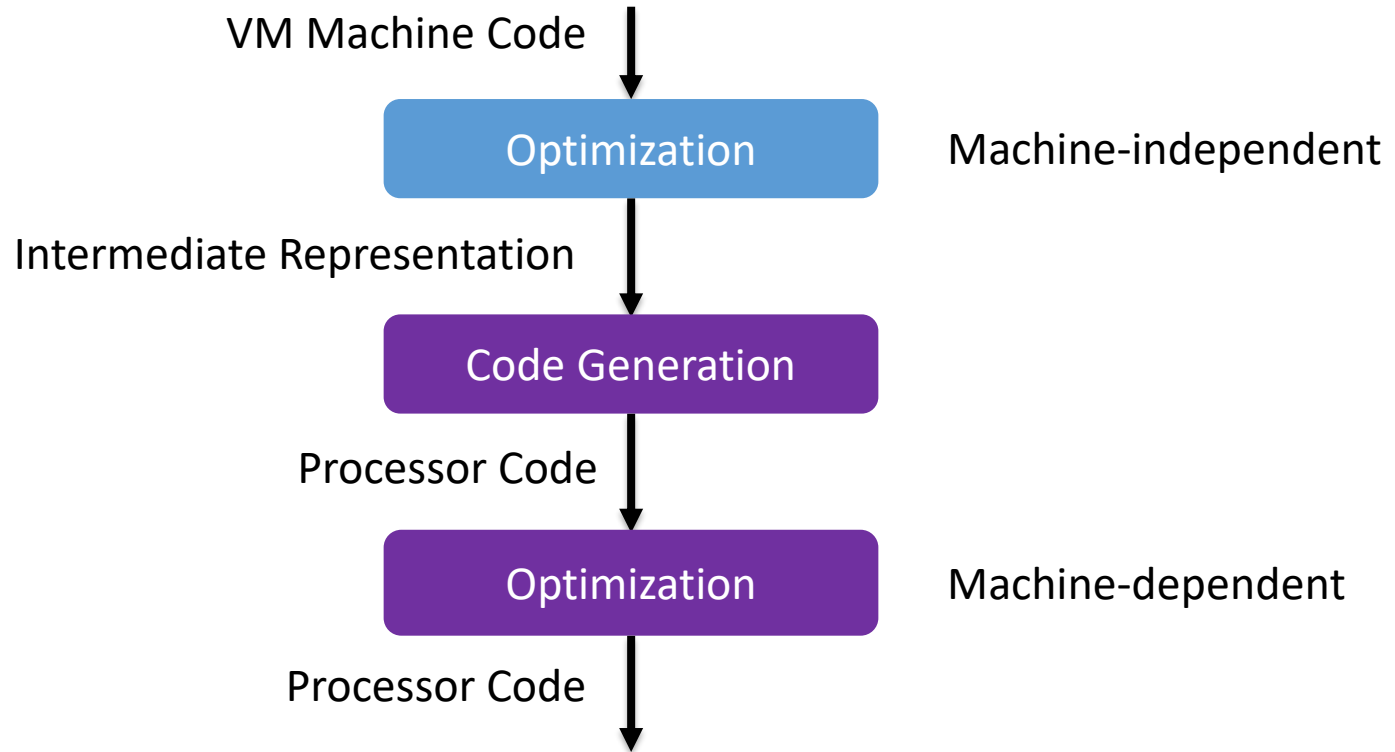 VM Machine Code
Optimization
Machine-independent
Intermediate Representation
Code Generation
Processor Code
Optimization
Machine-dependent
Processor Code